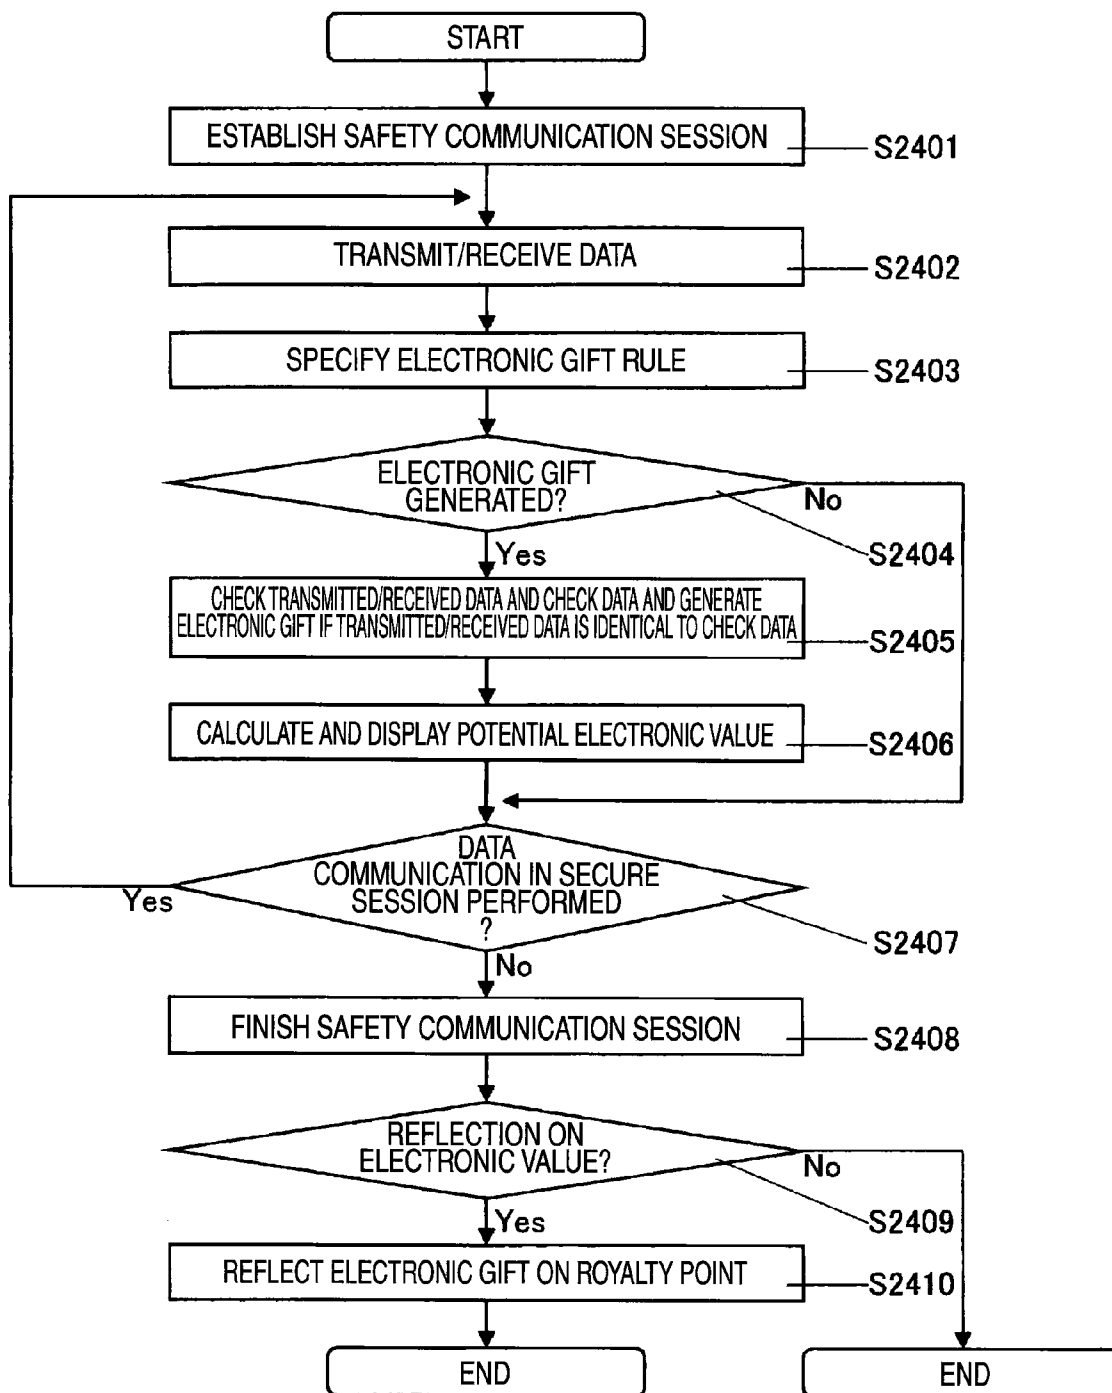 START
ESTABLISH SAFETY COMMUNICATION SESSION
S2401
TRANSMIT/RECEIVE DATA
S2402
SPECIFY ELECTRONIC GIFT RULE
S2403
ELECTRONIC GIFT
GENERATED?
No
S2404
Yes
CHECK TRANSMITTED/RECEIVED DATA AND CHECK DATA AND GENERATE
ELECTRONIC GIFT IF TRANSMITTED/RECEIVED DATA IS IDENTICAL TO CHECK DATA
S2405
CALCULATE AND DISPLAY POTENTIAL ELECTRONIC VALUE
S2406
DATA
COMMUNICATION IN SECURE
SESSION PERFORMED
?
Yes
S2407
No
FINISH SAFETY COMMUNICATION SESSION
S2408
REFLECTION ON
ELECTRONIC VALUE?
No
S2409
Yes
REFLECT ELECTRONIC GIFT ON ROYALTY POINT
S2410
END
END